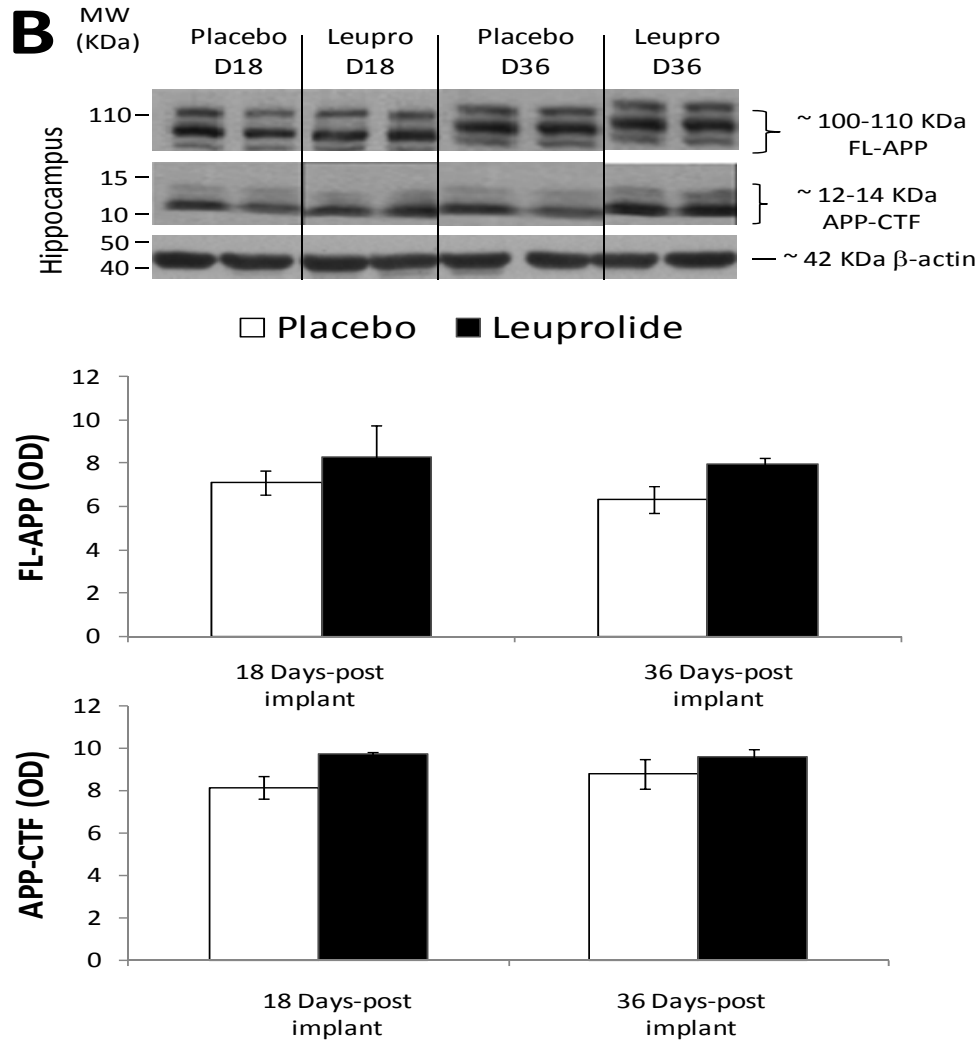 B
MW
(KDa)
Placebo
D18
Leupro
D18
Placebo
D36
Leupro
D36
Hippocampus
110
15
10
50
40
~ 100-110 KDa
FL-APP
~ 12-14 KDa
APP-CTF
~ 42 KDa β-actin
Placebo
Leuprolide
FL-APP (OD)
12
10
8
6
4
2
0
18 Days-post
implant
36 Days-post
implant
APP-CTF (OD)
12
10
8
6
4
2
0
18 Days-post
implant
36 Days-post
implant